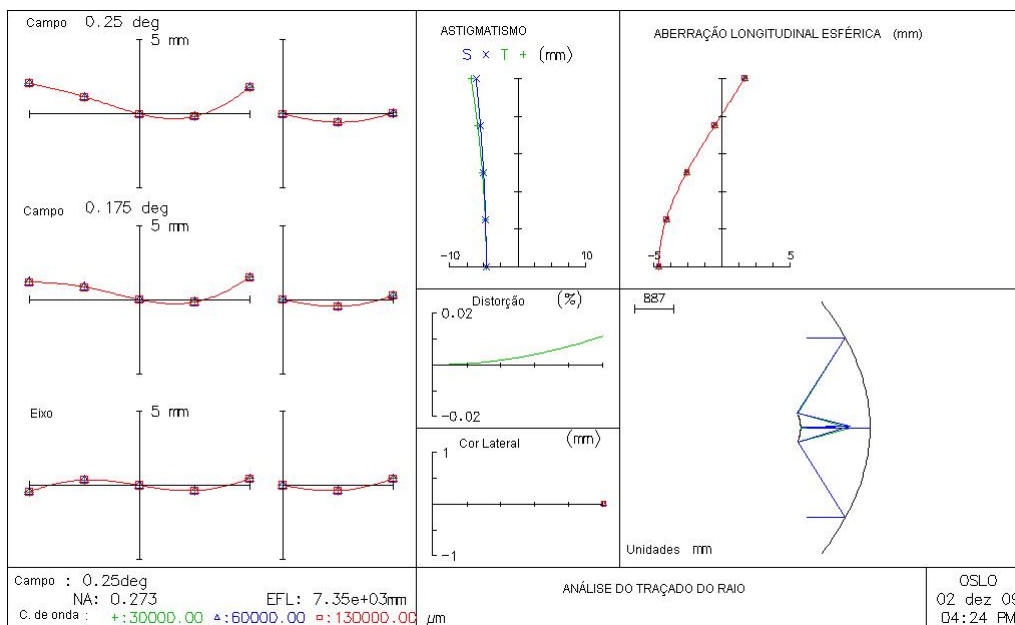 Campo 0.25 deg
5 mm
Campo 0.175 deg
5 mm
Eixo
5 mm
ASTIGMATISMO
S × T + (mm)
-10 10
Distorção (%)
0.02
-0.02
Cor Lateral (mm)
1
-1
ABERRAÇÃO LONGITUDINAL ESFÉRICA (mm)
-5 5
887
Unidades mm
Campo : 0.25deg
NA: 0.273 EFL: 7.35e+03mm
C. de onda : +:30000.00 ▵:60000.00 ▫:130000.00 µm
ANÁLISE DO TRAÇADO DO RAIO
OSLO
02 dez 09
04:24 PM